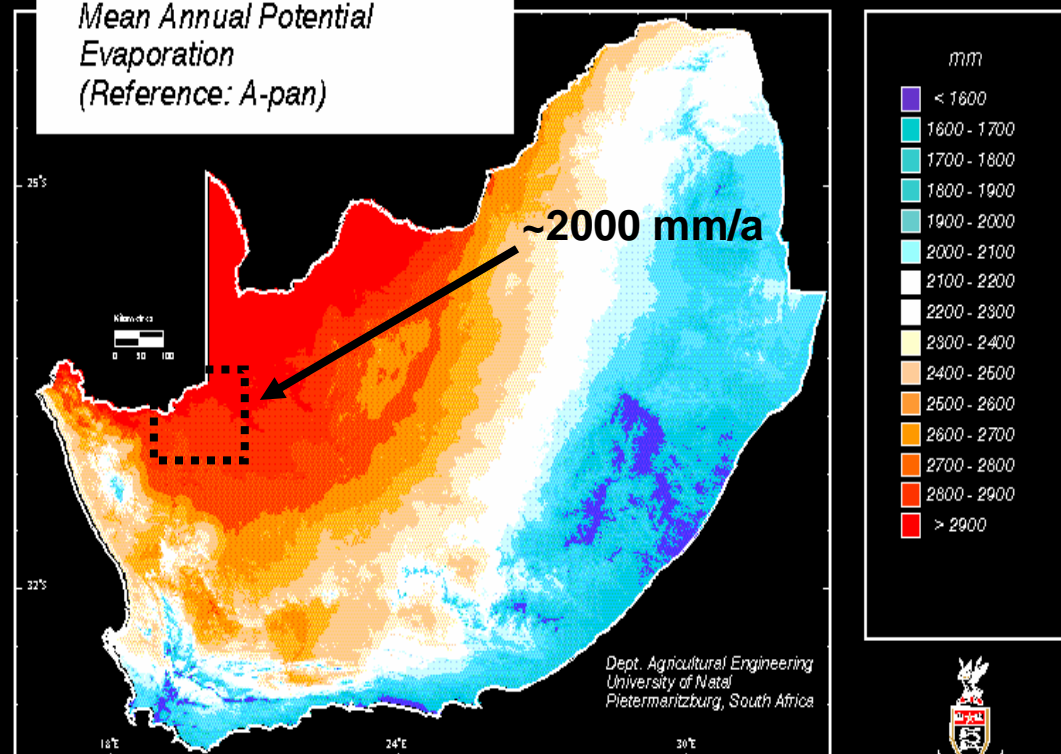 Mean Annual Potential
Evaporation
(Reference: A-pan)
25°S
~2000 mm/a
Kilometres
0 50 100
32°S
Dept. Agricultural Engineering
University of Natal
Pietermaritzburg, South Africa
18°E
24°E
30°E
mm
< 1600
1600 - 1700
1700 - 1800
1800 - 1900
1900 - 2000
2000 - 2100
2100 - 2200
2200 - 2300
2300 - 2400
2400 - 2500
2500 - 2600
2600 - 2700
2700 - 2800
2800 - 2900
> 2900